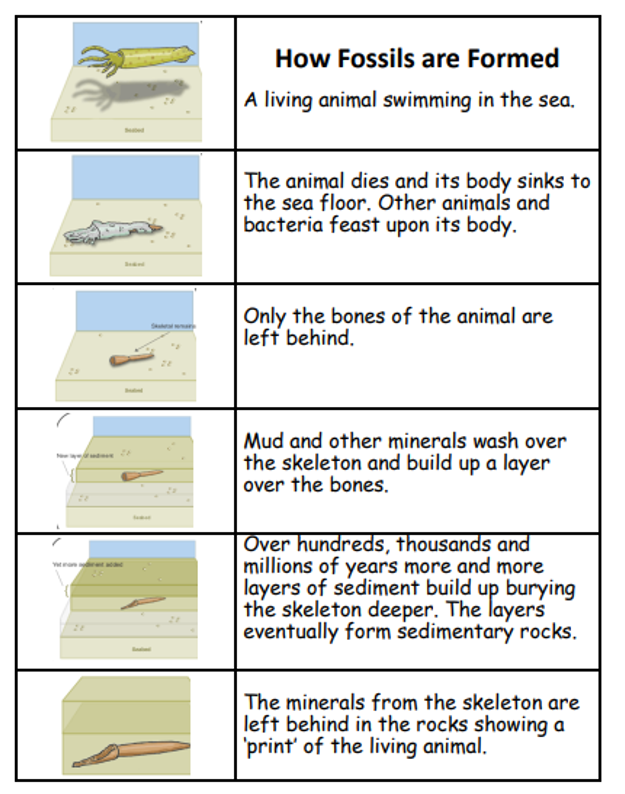 How Fossils are Formed
A living animal swimming in the sea.
Seabed
The animal dies and its body sinks to
the sea floor. Other animals and
bacteria feast upon its body.
Seabed
Skeletal remains
Seabed
Only the bones of the animal are
left behind.
New layer of sediment
Seabed
Mud and other minerals wash over
the skeleton and build up a layer
over the bones.
Yet more sediment added
Seabed
Over hundreds, thousands and
millions of years more and more
layers of sediment build up burying
the skeleton deeper. The layers
eventually form sedimentary rocks.
The minerals from the skeleton are
left behind in the rocks showing a
‘print’ of the living animal.